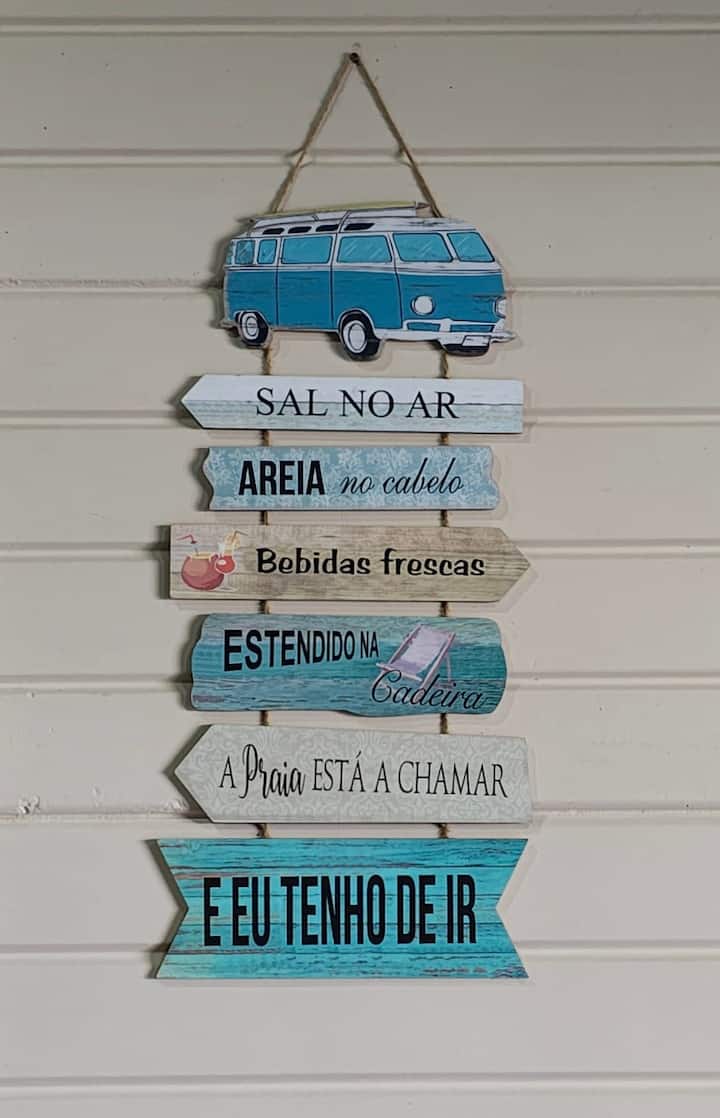 SAL NO AR
AREIA no cabelo
Bebidas frescas
ESTENDIDO NA
Cadeira
A Praia ESTÁ A CHAMAR
E EU TENHO DE IR